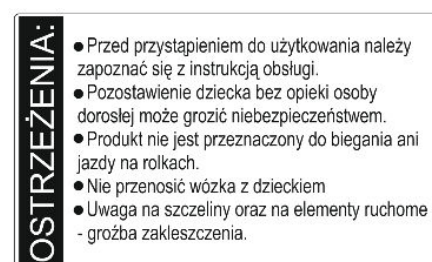 OSTRZEŻENIA:
● Przed przystąpieniem do użytkowania należy
zapoznać się z instrukcją obsługi.
● Pozostawienie dziecka bez opieki osoby
dorosłej może grozić niebezpieczeństwem.
● Produkt nie jest przeznaczony do biegania ani
jazdy na rolkach.
● Nie przenosić wózka z dzieckiem
● Uwaga na szczeliny oraz na elementy ruchome
- groźba zakleszczenia.